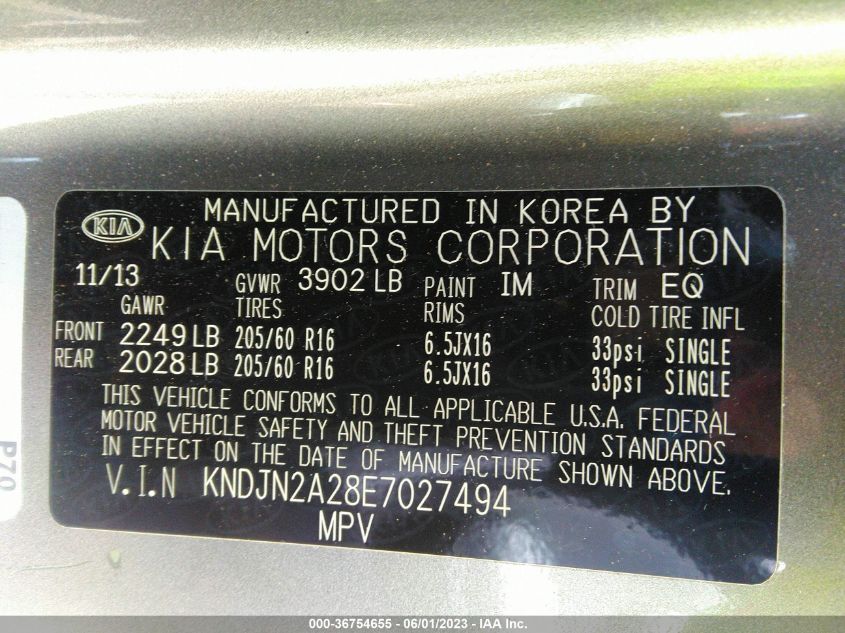 MANUFACTURED IN KOREA BY
KIA KIA MOTORS CORPORATION
11/13 GVWR 3902 LB PAINT IM TRIM EQ
GAWR TIRES RIMS COLD TIRE INFL
FRONT 2249 LB 205/60 R16 6.5JX16 33psi SINGLE
REAR 2028 LB 205/60 R16 6.5JX16 33psi SINGLE
THIS VEHICLE CONFORMS TO ALL APPLICABLE U.S.A. FEDERAL
MOTOR VEHICLE SAFETY AND THEFT PREVENTION STANDARDS
IN EFFECT ON THE DATE OF MANUFACTURE SHOWN ABOVE.
V.I.N KNDJN2A28E7027494
MPV
P70
000-36754655 - 06/01/2023 - IAA Inc.